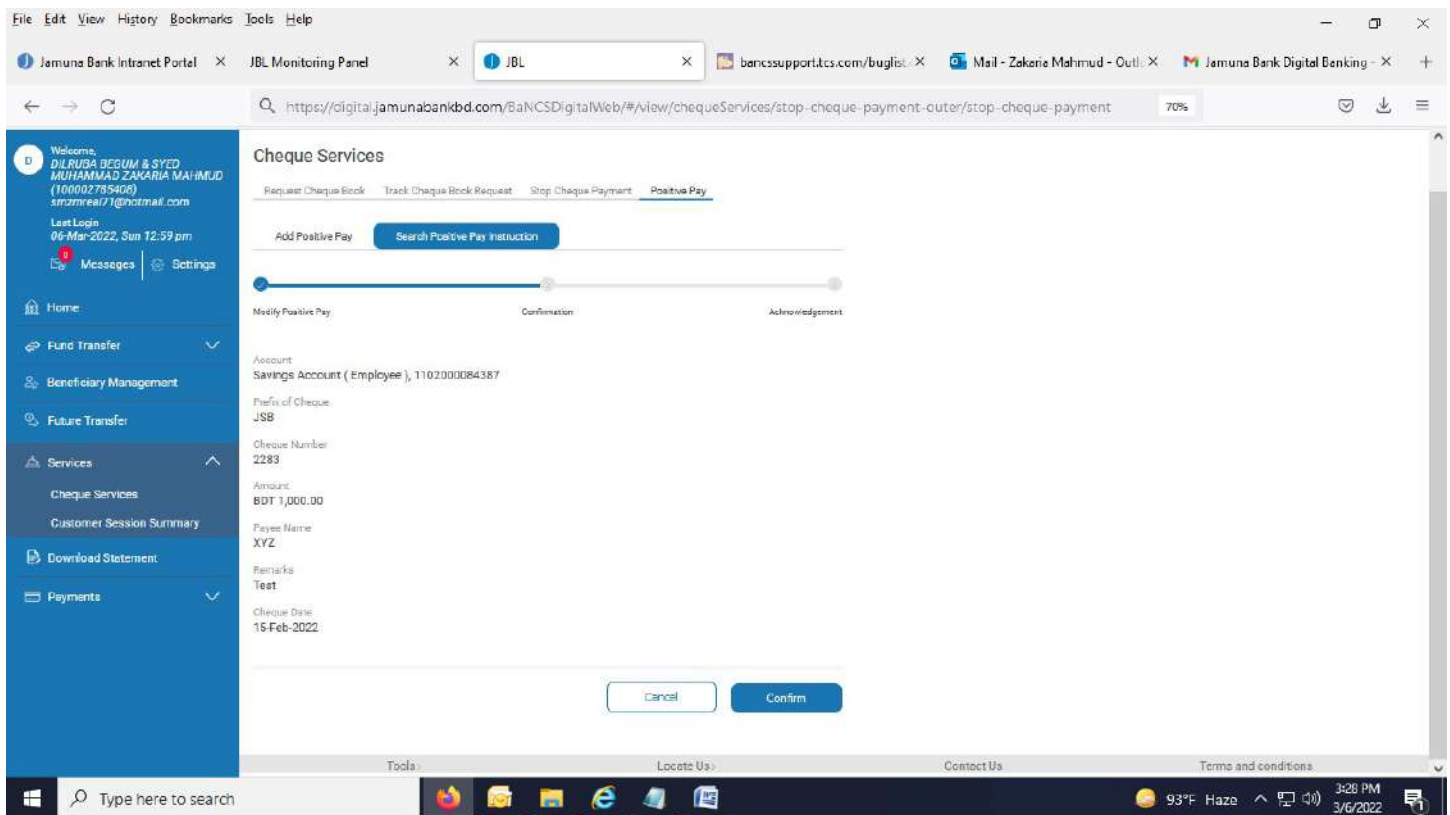 File Edit View History Bookmarks Tools Help
Jamuna Bank Intranet Portal
JBL Monitoring Panel
JBL
bancssupport.tcs.com/buglist.
Mail - Zakaria Mahmud - Outl
Jamuna Bank Digital Banking -
https://digital.jamunabankbd.com/BaNCSDigitalWeb/#/view/chequeServices/stop-cheque-payment-outer/stop-cheque-payment
70%
D
Welcome,
DILRUBA BEGUM & SYED
MUHAMMAD ZAKARIA MAHMUD
(100002785408)
smzmreal71@hotmail.com
Last Login
06-Mar-2022, Sun 12:59 pm
0
Messages
Settings
Home
Fund Transfer
Beneficiary Management
Future Transfer
Services
Cheque Services
Customer Session Summary
Download Statement
Payments
Cheque Services
Request Cheque Book Track Cheque Book Request Stop Cheque Payment Positive Pay
Add Positive Pay Search Positive Pay Instruction
Modify Positive Pay Confirmation Acknowledgement
Account
Savings Account ( Employee ), 1102000084387
Prefix of Cheque
JSB
Cheque Number
2283
Amount
BDT 1,000.00
Payee Name
XYZ
Remarks
Test
Cheque Date
15-Feb-2022
Cancel Confirm
Tools Locate Us Contact Us Terms and conditions
Type here to search
93°F Haze
3:28 PM
3/6/2022